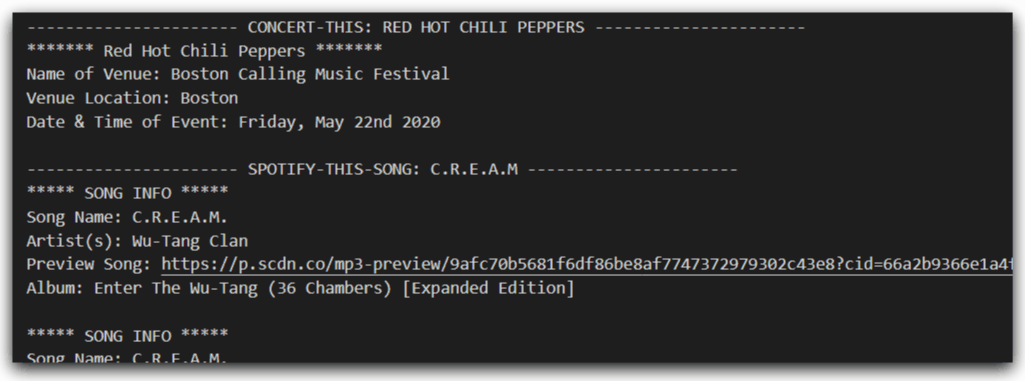 ---------------------- CONCERT-THIS: RED HOT CHILI PEPPERS ----------------------
******* Red Hot Chili Peppers *******
Name of Venue: Boston Calling Music Festival
Venue Location: Boston
Date & Time of Event: Friday, May 22nd 2020
---------------------- SPOTIFY-THIS-SONG: C.R.E.A.M ----------------------
***** SONG INFO *****
Song Name: C.R.E.A.M.
Artist(s): Wu-Tang Clan
Preview Song: https://p.scdn.co/mp3-preview/9afc70b5681f6df86be8af7747372979302c43e8?cid=66a2b9366e1a4f
Album: Enter The Wu-Tang (36 Chambers) [Expanded Edition]
***** SONG INFO *****
Song Name: C.R.E.A.M.